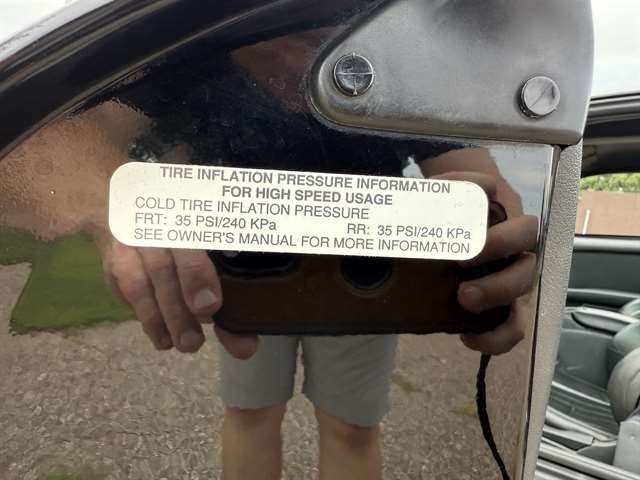 TIRE INFLATION PRESSURE INFORMATION
FOR HIGH SPEED USAGE
COLD TIRE INFLATION PRESSURE
FRT: 35 PSI/240 KPa RR: 35 PSI/240 KPa
SEE OWNER'S MANUAL FOR MORE INFORMATION